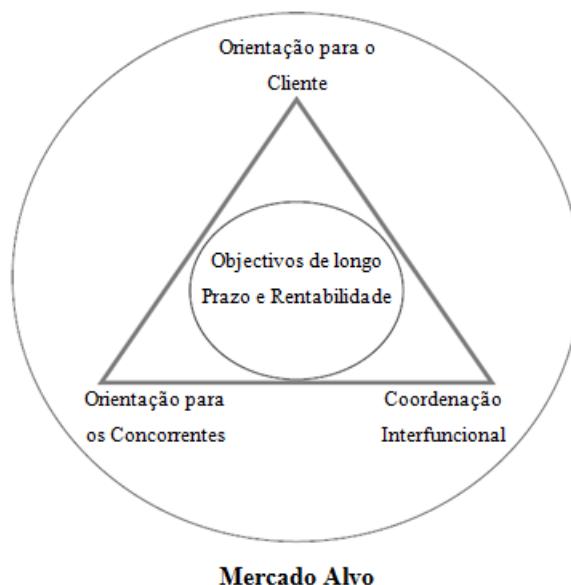 Orientação para o
Cliente
Objectivos de longo
Prazo e Rentabilidade
Orientação para
os Concorrentes
Coordenação
Interfuncional
Mercado Alvo